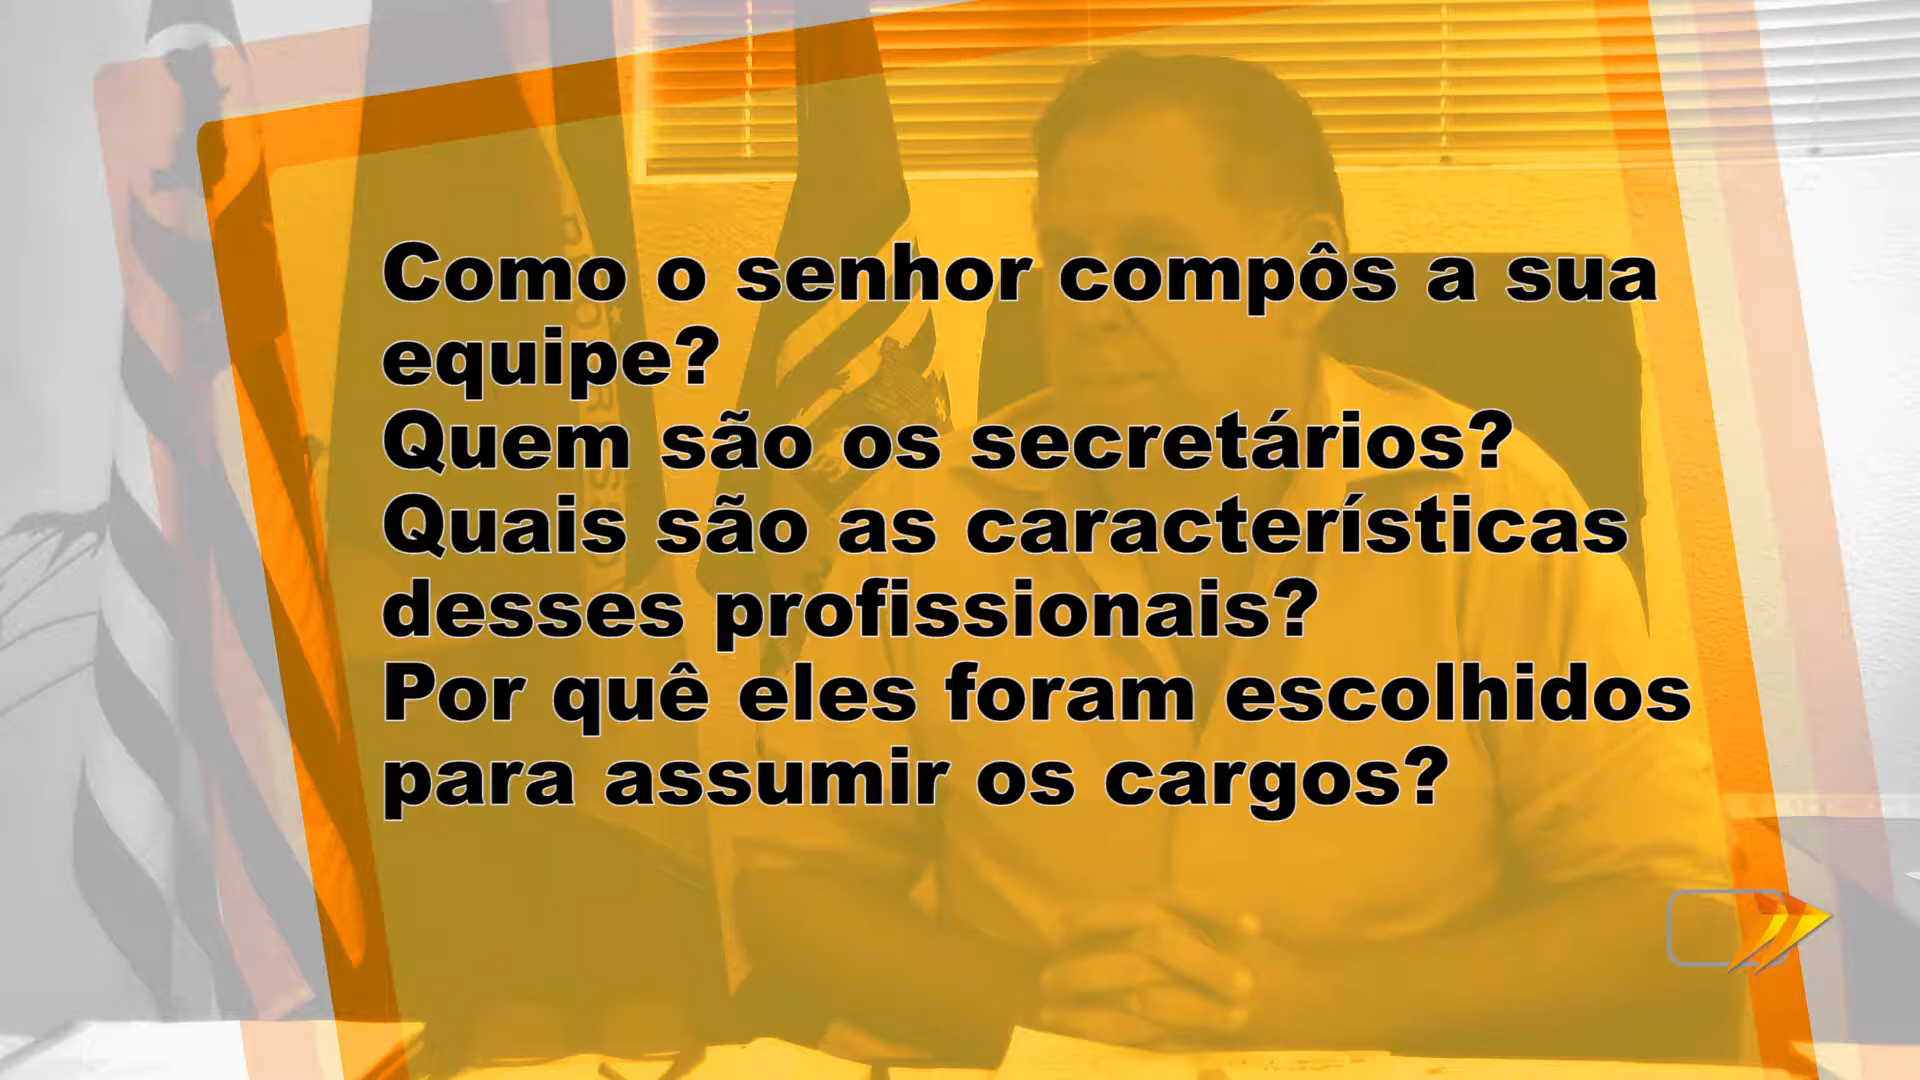 Como o senhor compôs a sua
equipe?
Quem são os secretários?
Quais são as características
desses profissionais?
Por quê eles foram escolhidos
para assumir os cargos?